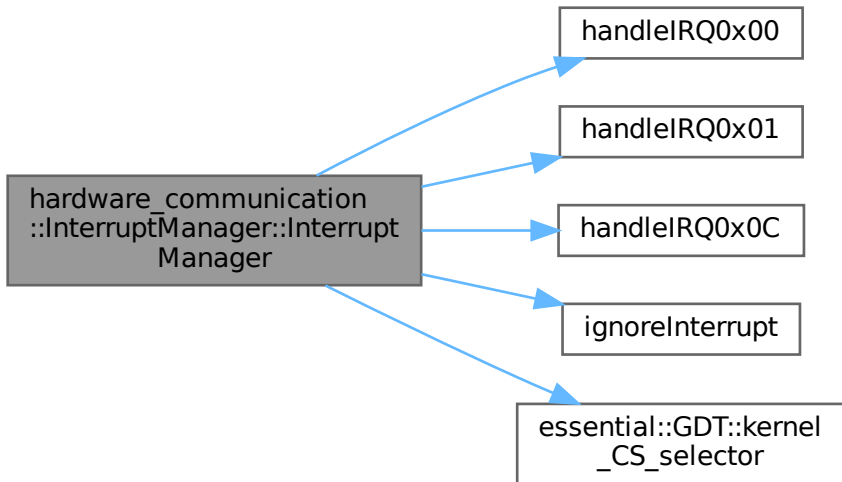 handleIRQ0x00
handleIRQ0x01
hardware_communication
::InterruptManager::Interrupt
Manager
handleIRQ0x0C
ignoreInterrupt
essential::GDT::kernel
_CS_selector